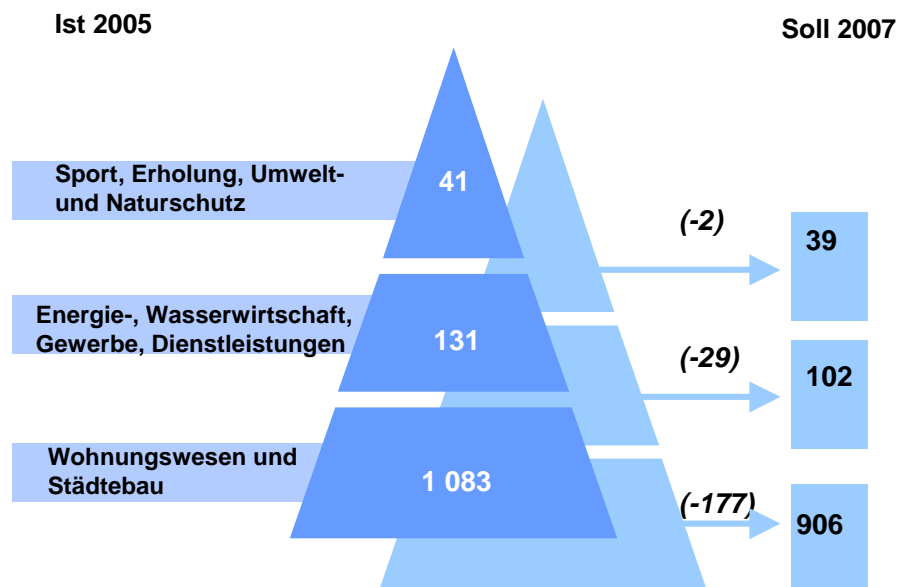 Ist 2005
Soll 2007
Sport, Erholung, Umwelt-
und Naturschutz
41
(-2)
39
Energie-, Wasserwirtschaft,
Gewerbe, Dienstleistungen
131
(-29)
102
Wohnungswesen und
Städtebau
1 083
(-177)
906